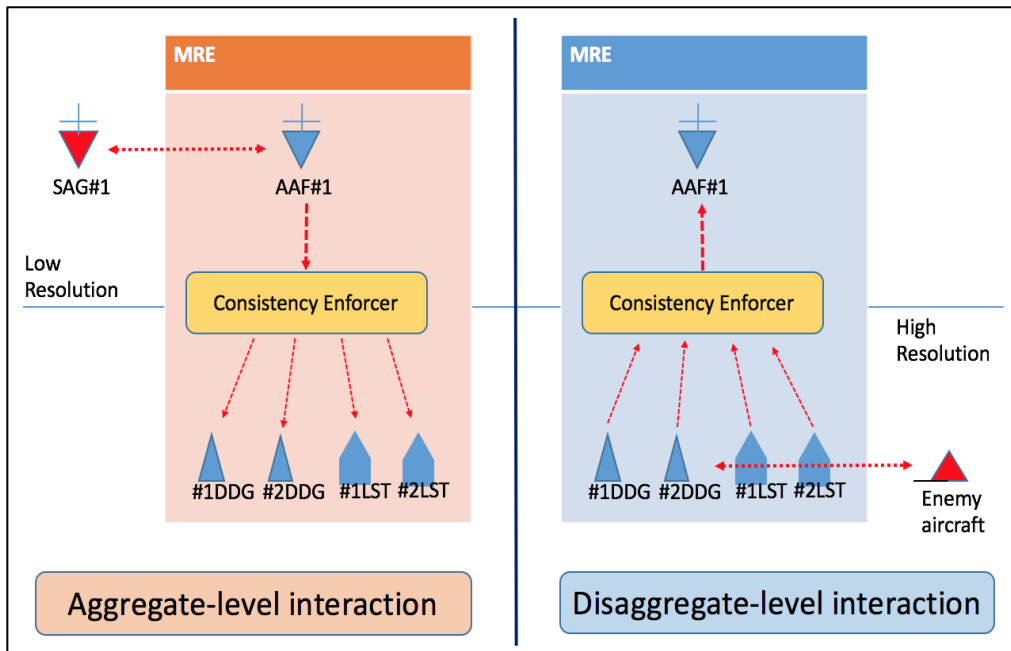 MRE
SAG#1
AAF#1
Low
Resolution
Consistency Enforcer
#1DDG
#2DDG
#1LST
#2LST
Aggregate-level interaction
MRE
AAF#1
Consistency Enforcer
High
Resolution
#1DDG
#2DDG
#1LST
#2LST
Enemy
aircraft
Disaggregate-level interaction